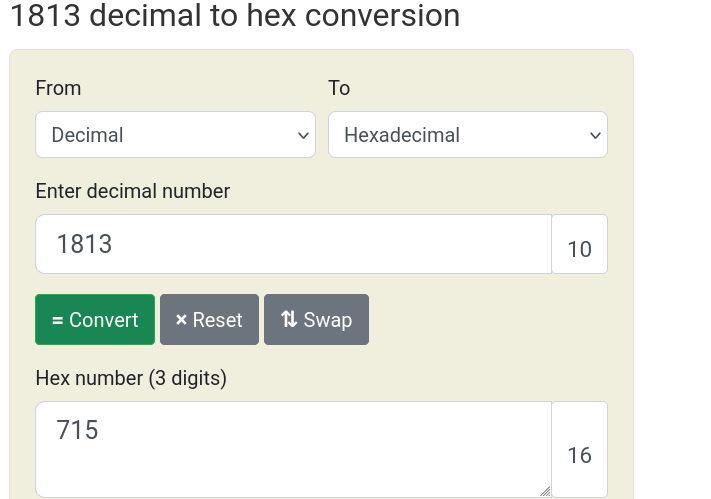 1813 decimal to hex conversion
From To
Decimal Hexadecimal
Enter decimal number
1813 10
= Convert × Reset ⇅ Swap
Hex number (3 digits)
715
16